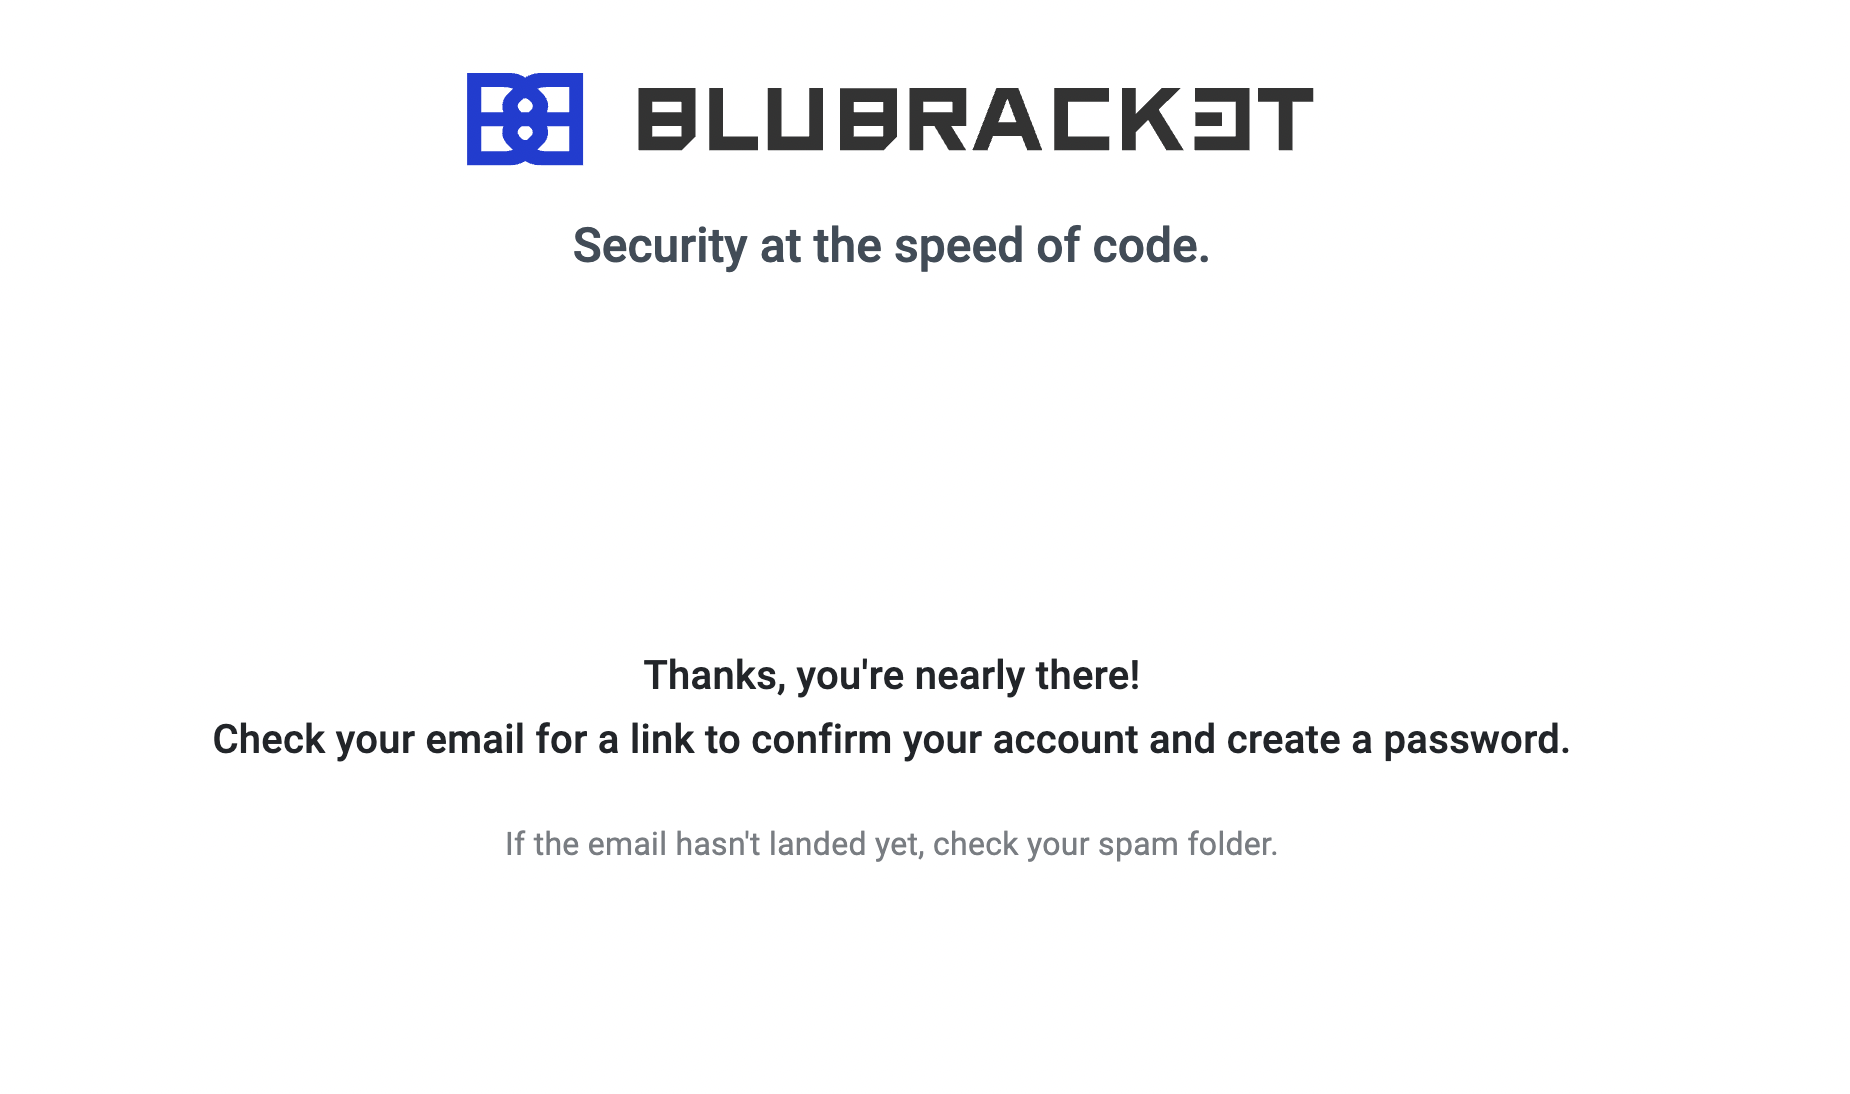 BLUBRACKET
Security at the speed of code.
Thanks, you're nearly there!
Check your email for a link to confirm your account and create a password.
If the email hasn't landed yet, check your spam folder.